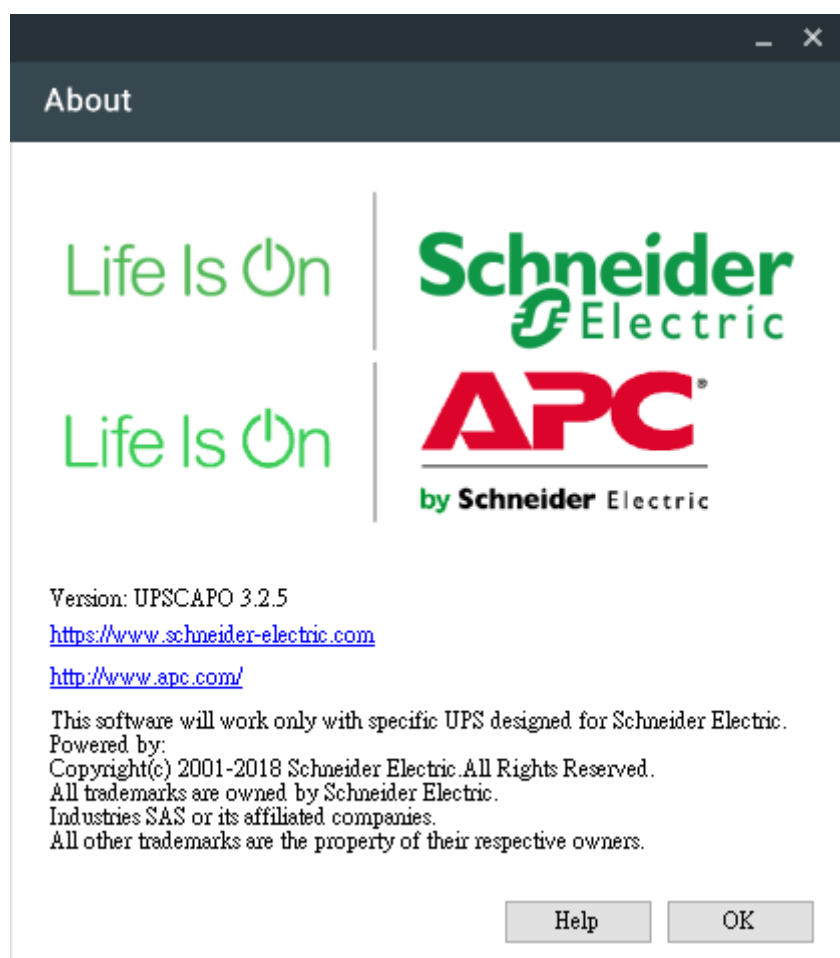 About
Life Is On
Schneider
Electric
Life Is On
APC®
by Schneider Electric
Version: UPSCAPO 3.2.5
https://www.schneider-electric.com
http://www.apc.com/
This software will work only with specific UPS designed for Schneider Electric.
Powered by:
Copyright(c) 2001-2018 Schneider Electric.All Rights Reserved.
All trademarks are owned by Schneider Electric.
Industries SAS or its affiliated companies.
All other trademarks are the property of their respective owners.
Help OK